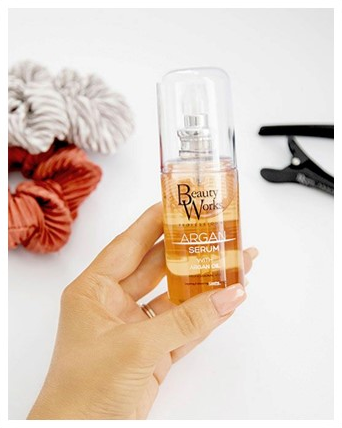 Beauty
Works
ARGAN
SERUM
WITH
ARGAN OIL